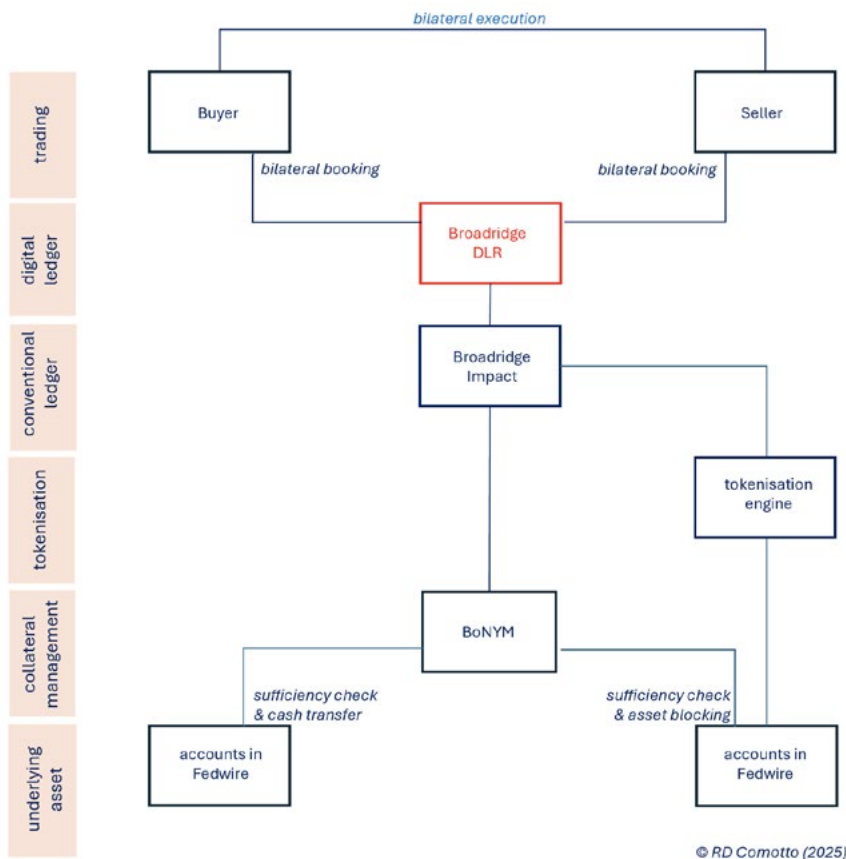 bilateral execution
trading
Buyer
Seller
bilateral booking
bilateral booking
digital
ledger
Broadridge
DLR
conventional
ledger
Broadridge
Impact
tokenisation
tokenisation
engine
collateral
management
BoNYM
sufficiency check
& cash transfer
sufficiency check
& asset blocking
underlying
asset
accounts in
Fedwire
accounts in
Fedwire
© RD Comotto (2025)